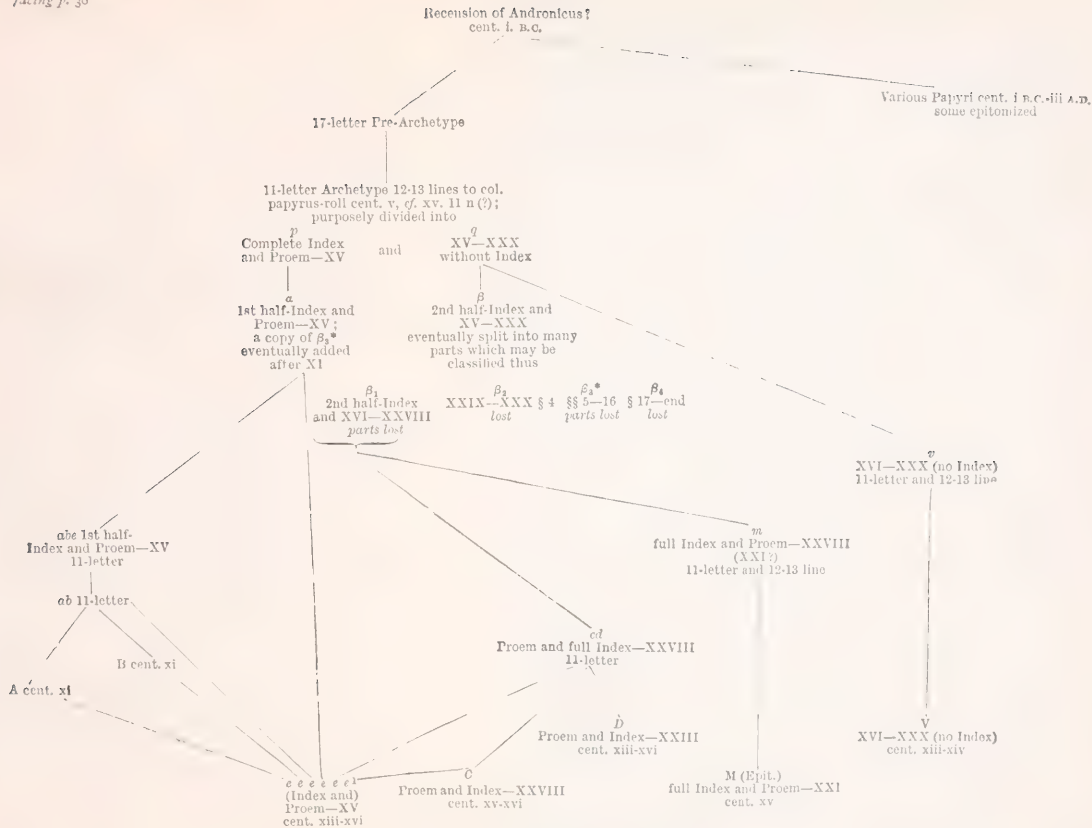 facing p. 36
Recension of Andronicus?
cent. i. B.C.
Various Papyri cent. i B.C.-iii A.D.
some epitomized
17-letter Pre-Archetype
11-letter Archetype 12-13 lines to col.
papyrus-roll cent. v, cf. xv. 11 n (?);
purposely divided into
p
Complete Index
and Proem—XV
and
q
XV—XXX
without Index
a
1st half-Index and
Proem—XV;
a copy of β₃*
eventually added
after XI
β
2nd half-Index and
XV—XXX
eventually split into many
parts which may be
classified thus
β₁
2nd half-Index
and XVI—XXVIII
parts lost
β₂
XXIX—XXX § 4
lost
β₃*
§§ 5—16
parts lost
β₄
§ 17—end
lost
v
XVI—XXX (no Index)
11-letter and 12-13 line
abe 1st half-
Index and Proem—XV
11-letter
m
full Index and Proem—XXVIII
(XXI?)
11-letter and 12-13 line
ab 11-letter
cd
Proem and full Index—XXVIII
11-letter
B cent. xi
A cent. xi
D
Proem and Index—XXIII
cent. xiii-xvi
V
XVI—XXX (no Index)
cent. xiii-xiv
e e e e e e¹
(Index and)
Proem—XV
cent. xiii-xvi
C
Proem and Index—XXVIII
cent. xv-xvi
M (Epit.)
full Index and Proem—XXI
cent. xv